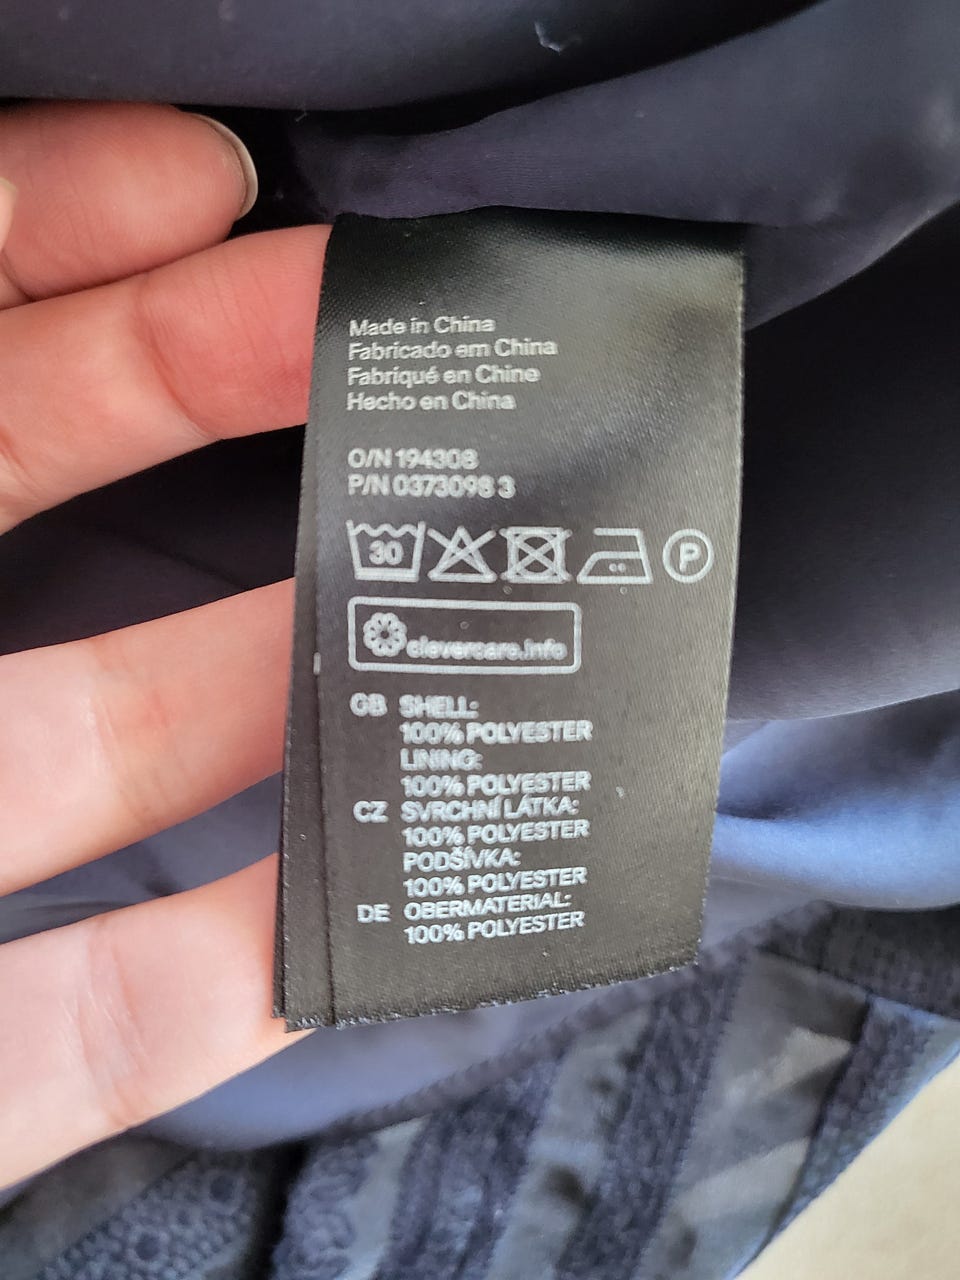 Made in China
Fabricado em China
Fabriqué en Chine
Hecho en China
O/N 194308
P/N 0373098 3
30 P
clevercare.info
GB SHELL:
100% POLYESTER
LINING:
100% POLYESTER
CZ SVRCHNÍ LÁTKA:
100% POLYESTER
PODŠÍVKA:
100% POLYESTER
DE OBERMATERIAL:
100% POLYESTER